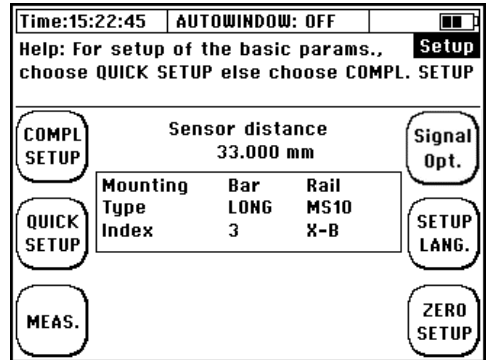 Time:15:22:45 AUTOWINDOW: OFF
Help: For setup of the basic params., Setup
choose QUICK SETUP else choose COMPL. SETUP
COMPL
SETUP
Sensor distance
33.000 mm
Signal
Opt.
Mounting Bar Rail
Type LONG MS10
Index 3 X-B
QUICK
SETUP
SETUP
LANG.
MEAS.
ZERO
SETUP